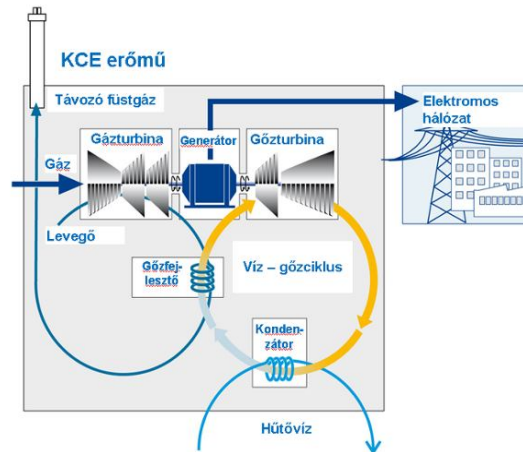 KCE erőmű
Távozó füstgáz
Gázturbina
Generátor
Gőzturbina
Elektromos
hálózat
Gáz
Levegő
Gőzfej-
lesztő
Víz – gőzciklus
Konden-
zátor
Hűtővíz